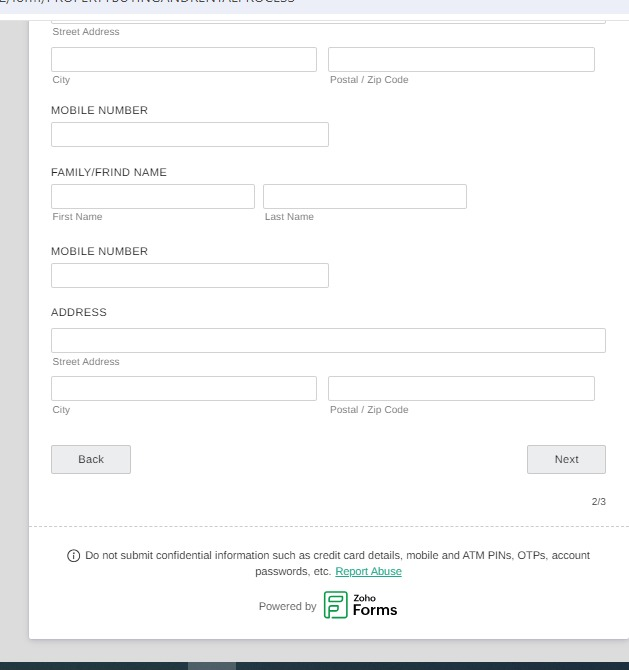 Street Address
City Postal / Zip Code
MOBILE NUMBER
FAMILY/FRIND NAME
First Name Last Name
MOBILE NUMBER
ADDRESS
Street Address
City Postal / Zip Code
Back Next
2/3
Do not submit confidential information such as credit card details, mobile and ATM PINs, OTPs, account
passwords, etc. Report Abuse
Powered by Zoho Forms